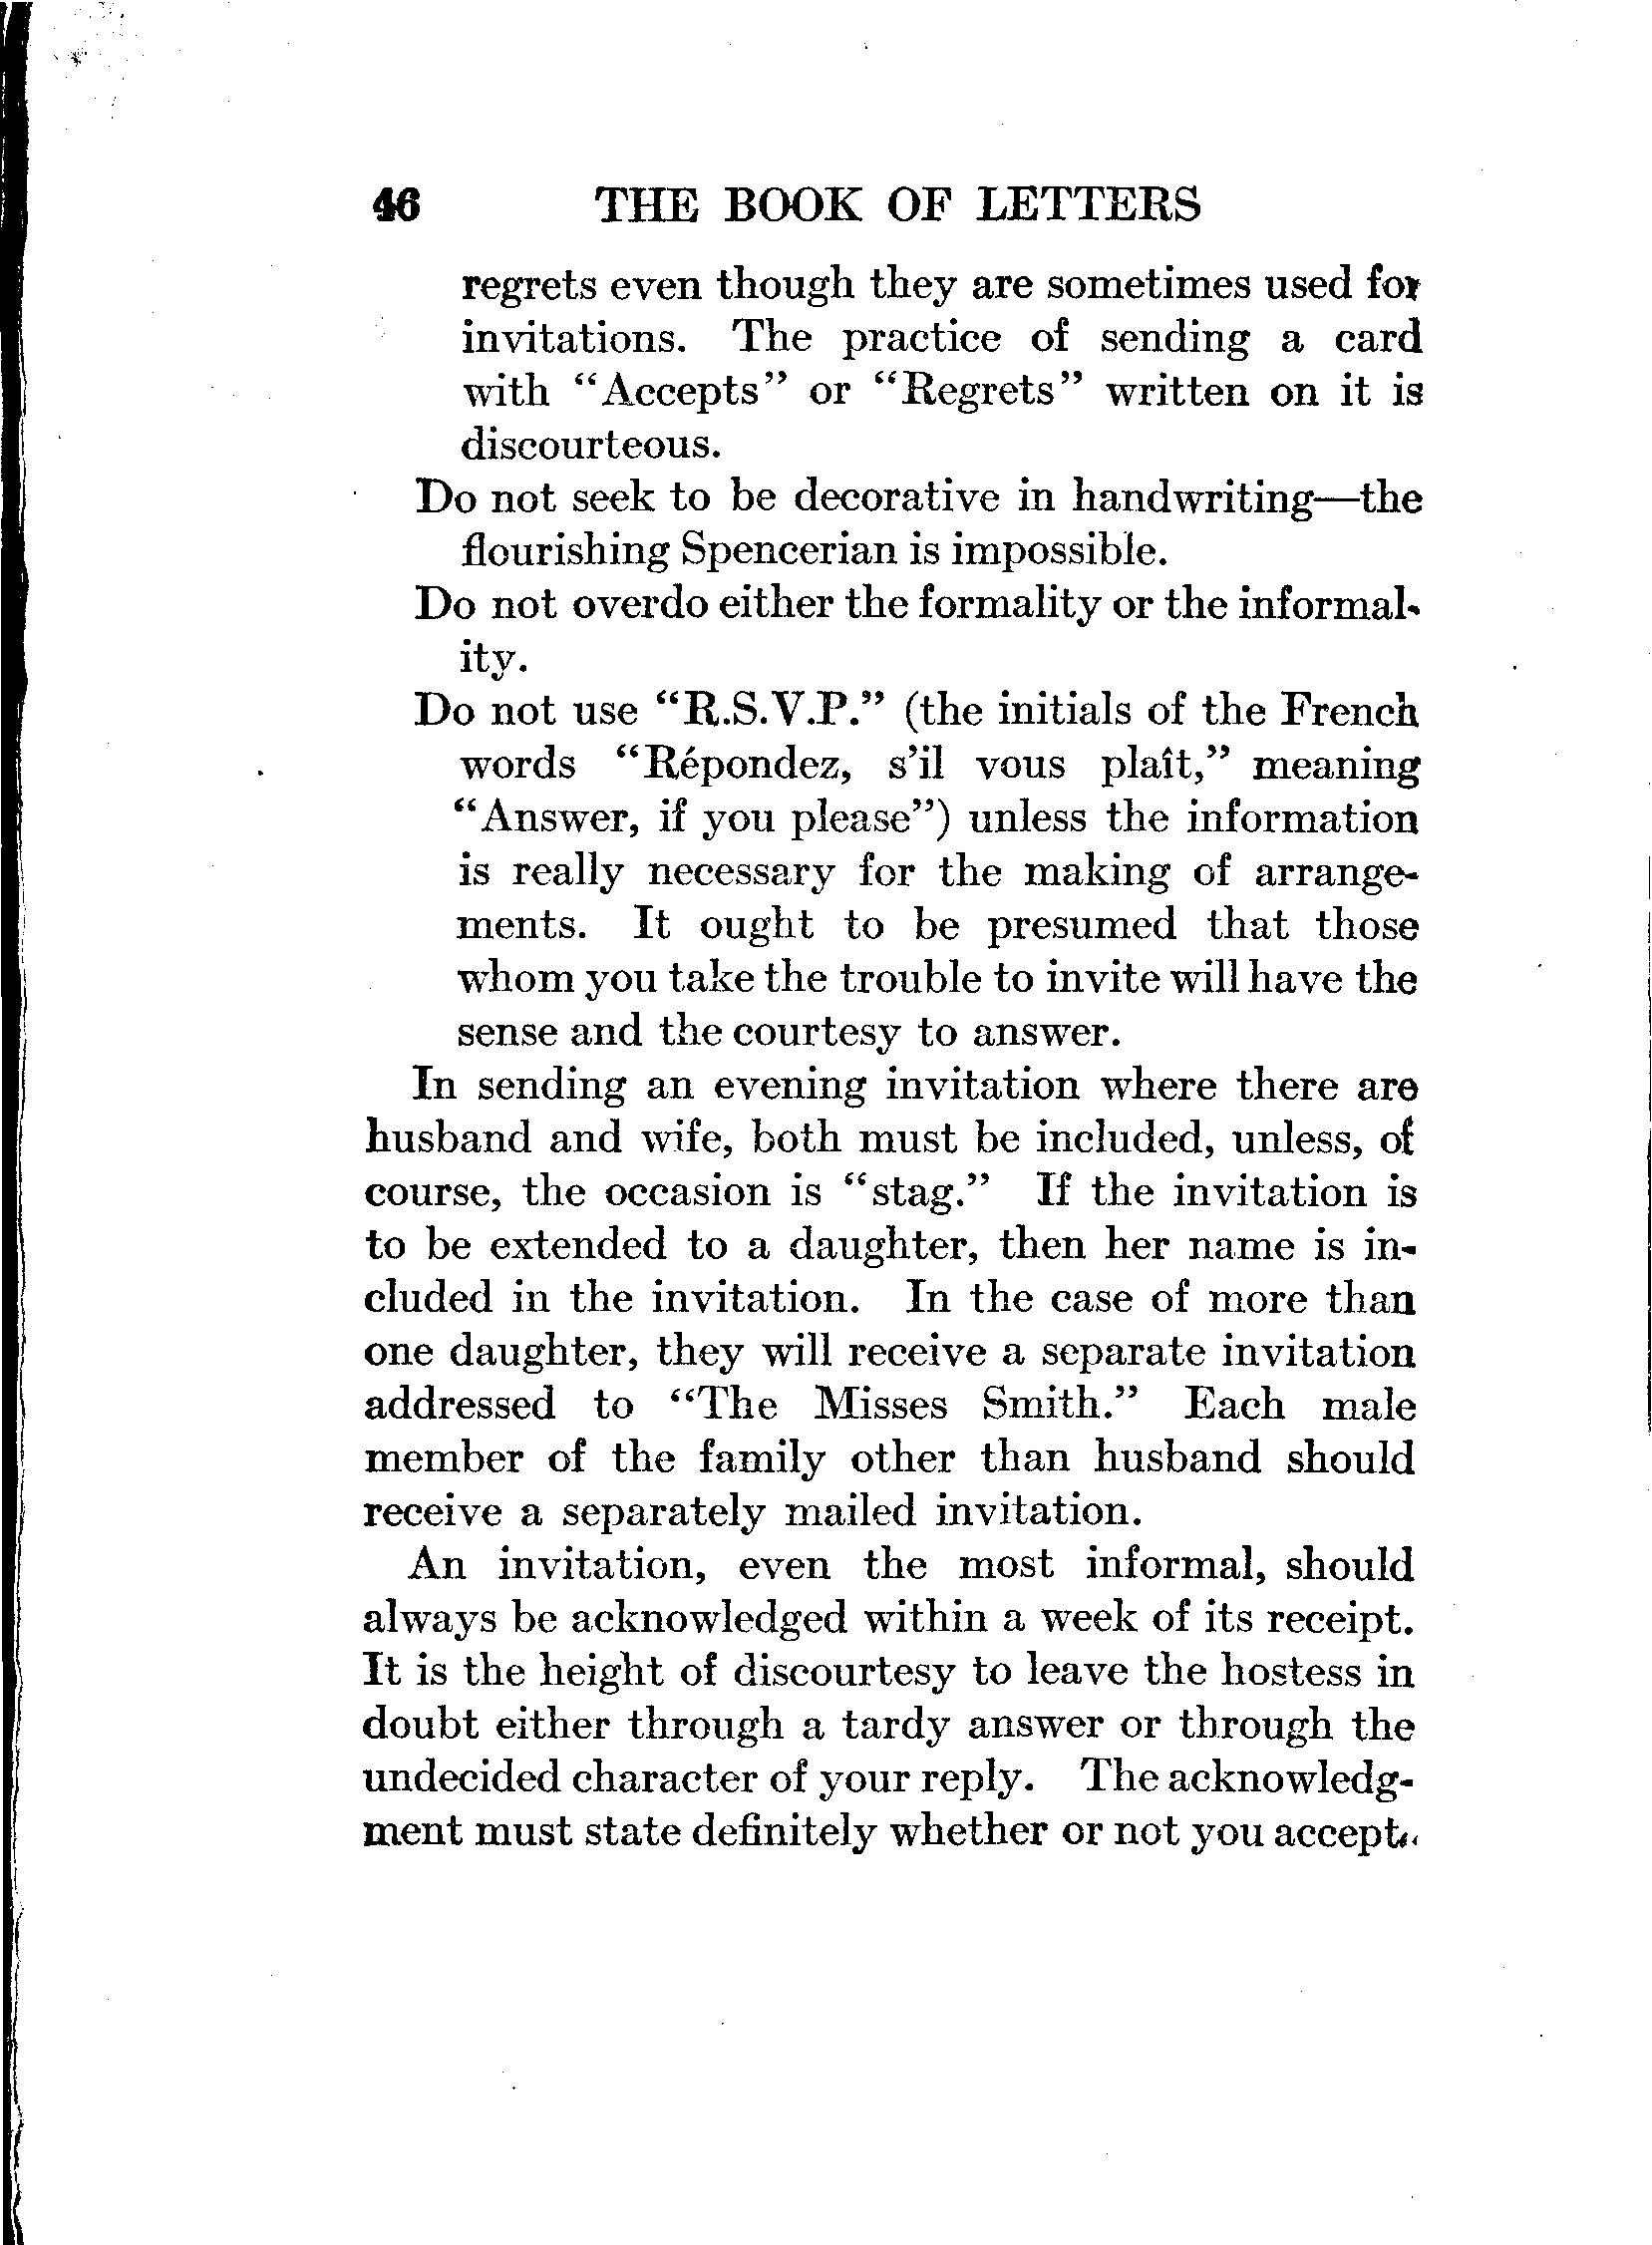 46 THE BOOK OF LETTERS
regrets even though they are sometimes used for
invitations. The practice of sending a card
with “Accepts” or “Regrets” written on it is
discourteous.
Do not seek to be decorative in handwriting—the
flourishing Spencerian is impossible.
Do not overdo either the formality or the informal-
ity.
Do not use “R.S.V.P.” (the initials of the French
words “Répondez, s’il vous plaît,” meaning
“Answer, if you please”) unless the information
is really necessary for the making of arrange-
ments. It ought to be presumed that those
whom you take the trouble to invite will have the
sense and the courtesy to answer.
In sending an evening invitation where there are
husband and wife, both must be included, unless, of
course, the occasion is “stag.” If the invitation is
to be extended to a daughter, then her name is in-
cluded in the invitation. In the case of more than
one daughter, they will receive a separate invitation
addressed to “The Misses Smith.” Each male
member of the family other than husband should
receive a separately mailed invitation.
An invitation, even the most informal, should
always be acknowledged within a week of its receipt.
It is the height of discourtesy to leave the hostess in
doubt either through a tardy answer or through the
undecided character of your reply. The acknowledg-
ment must state definitely whether or not you accept.